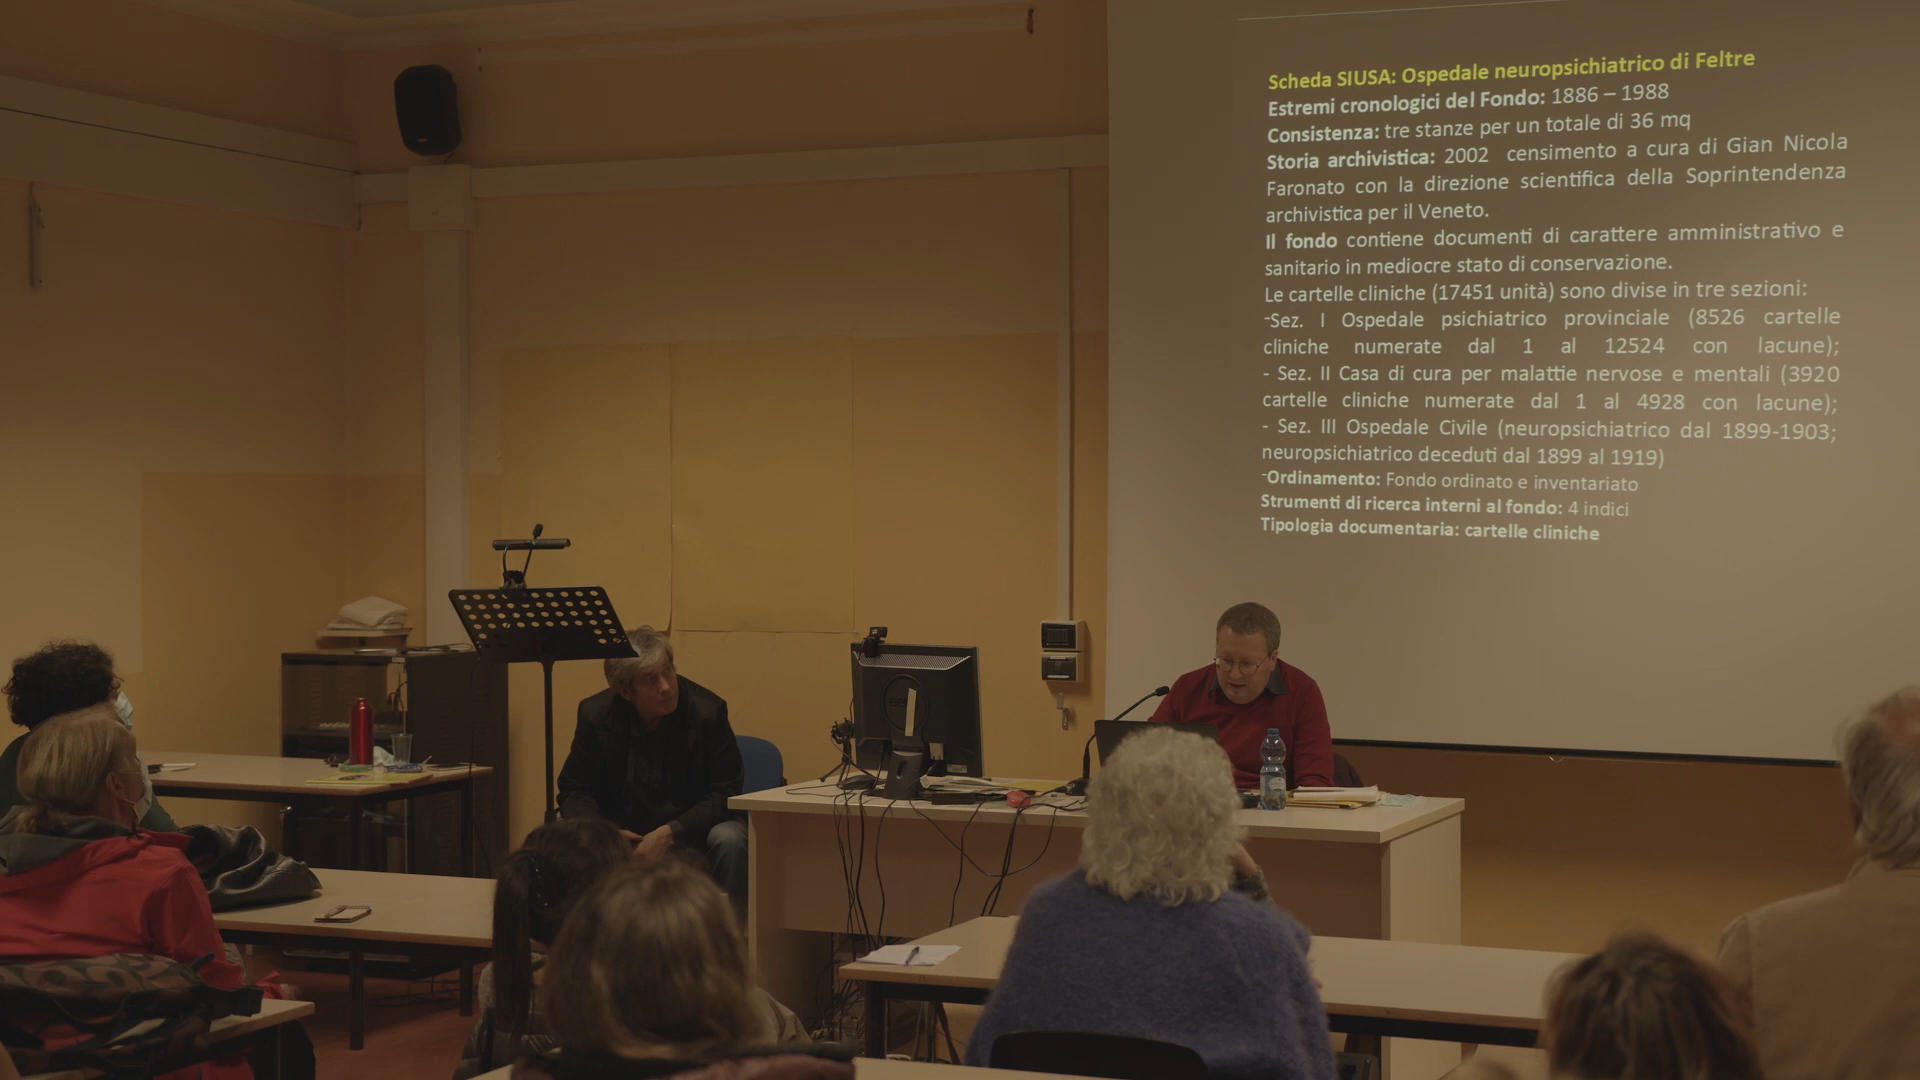 Scheda SIUSA: Ospedale neuropsichiatrico di Feltre
Estremi cronologici del Fondo: 1886 – 1988
Consistenza: tre stanze per un totale di 36 mq
Storia archivistica: 2002 censimento a cura di Gian Nicola
Faronato con la direzione scientifica della Soprintendenza
archivistica per il Veneto.
Il fondo contiene documenti di carattere amministrativo e
sanitario in mediocre stato di conservazione.
Le cartelle cliniche (17451 unità) sono divise in tre sezioni:
-Sez. I Ospedale psichiatrico provinciale (8526 cartelle
cliniche numerate dal 1 al 12524 con lacune);
- Sez. II Casa di cura per malattie nervose e mentali (3920
cartelle cliniche numerate dal 1 al 4928 con lacune);
- Sez. III Ospedale Civile (neuropsichiatrico dal 1899-1903;
neuropsichiatrico deceduti dal 1899 al 1919)
-Ordinamento: Fondo ordinato e inventariato
Strumenti di ricerca interni al fondo: 4 indici
Tipologia documentaria: cartelle cliniche